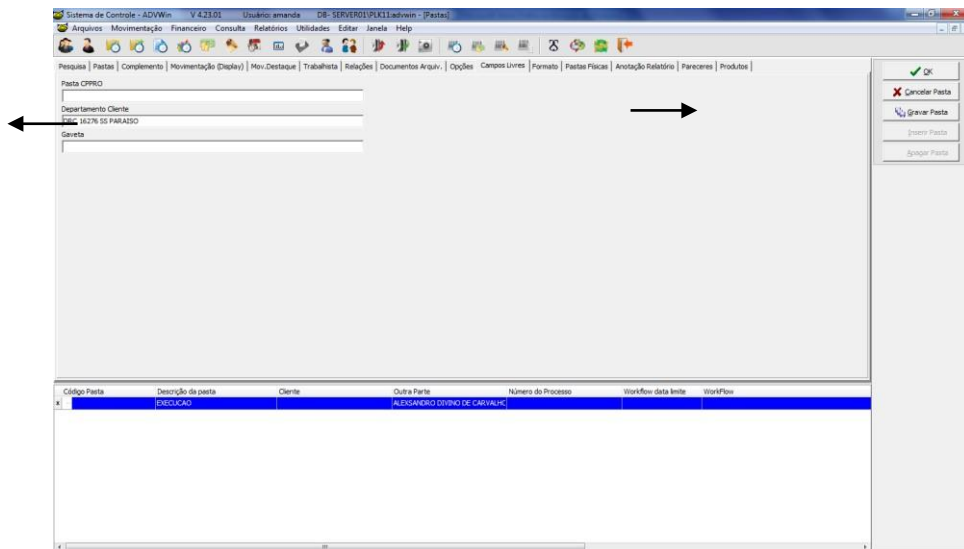 Sistema de Controle - ADVWin V 4.23.01 Usuário: amanda DB- SERVER01\PLK11:advwin - [Pastas]
Arquivos Movimentação Financeiro Consulta Relatórios Utilidades Editar Janela Help
Pesquisa Pastas Complemento Movimentação (Display) Mov.Destaque Trabalhista Relações Documentos Arquiv. Opções Campos Livres Formato Pastas Físicas Anotação Relatório Pareceres Produtos
OK
Pasta CPPRO
Cancelar Pasta
Departamento Cliente
Gravar Pasta
16276 SS PARAISO
Gaveta
Inserir Pasta
Apagar Pasta
Código Pasta Descrição da pasta Cliente Outra Parte Número do Processo Workflow data limite WorkFlow
x EXECUCAO ALEXSANDRO DIVINO DE CARVALHO